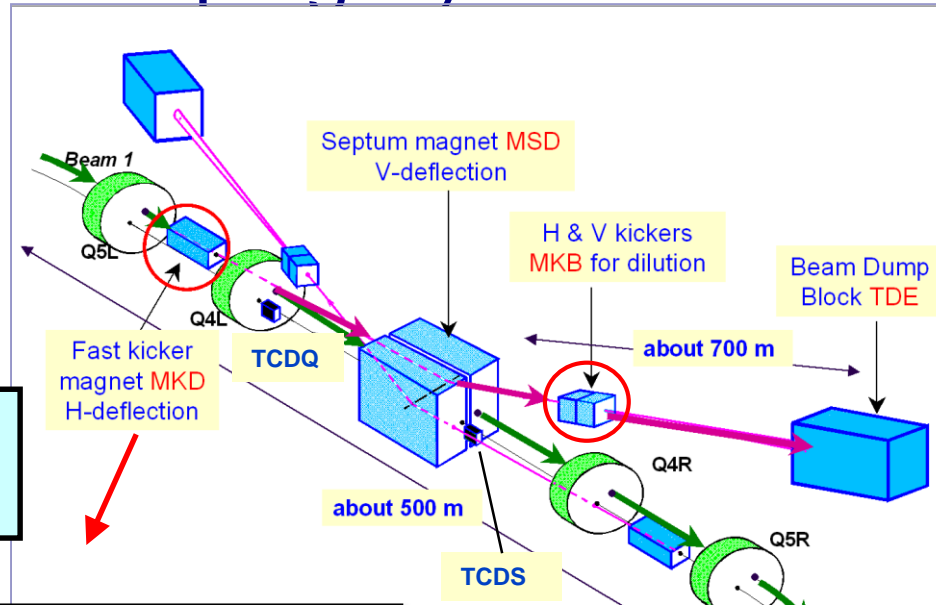 Beam 1
Septum magnet MSD
V-deflection
Q5L
H & V kickers
MKB for dilution
Beam Dump
Block TDE
Q4L
TCDQ
about 700 m
Fast kicker
magnet MKD
H-deflection
Q4R
about 500 m
Q5R
TCDS